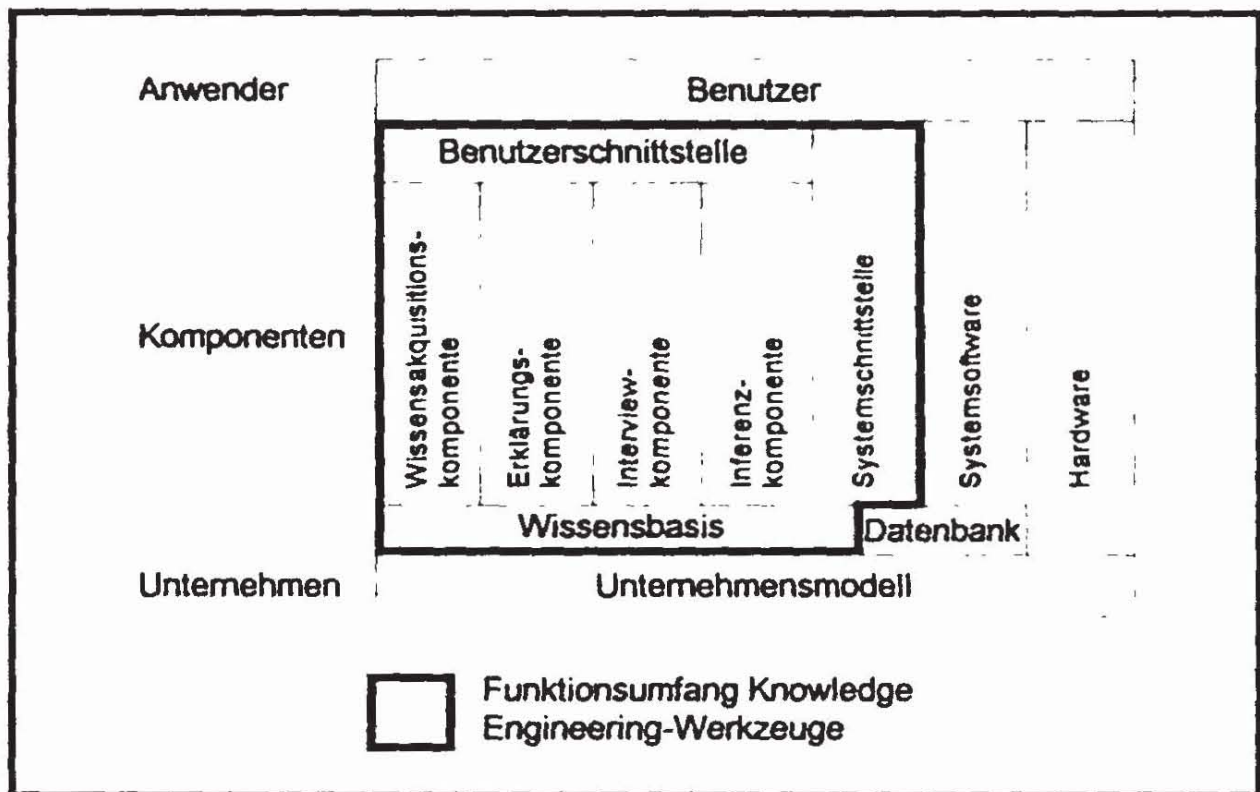 Anwender
Benutzer
Benutzerschnittstelle
Komponenten
Wissensakquisitions-
komponente
Erklärungs-
komponente
Interview-
komponente
Inferenz-
komponente
Systemschnittstelle
Systemsoftware
Hardware
Wissensbasis
Datenbank
Unternehmen
Unternehmensmodell
Funktionsumfang Knowledge
Engineering-Werkzeuge